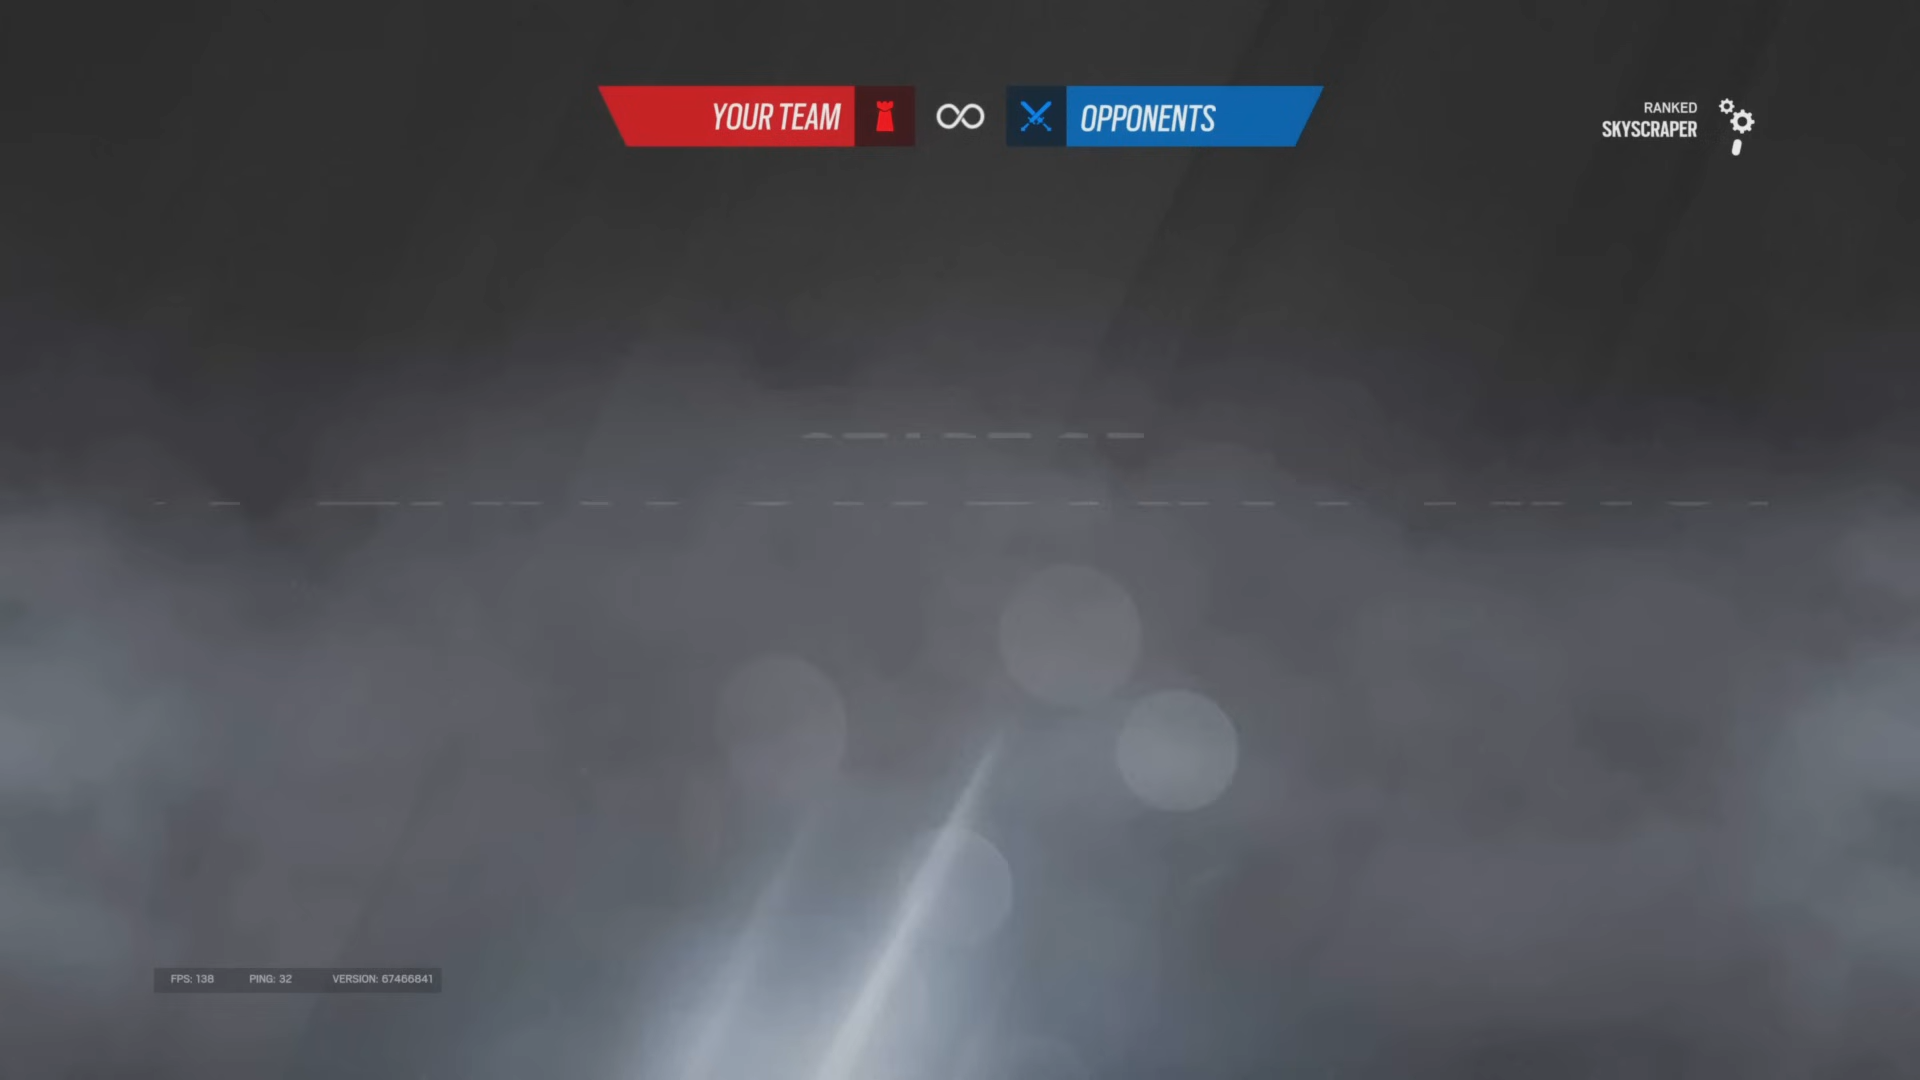 YOUR TEAM
OPPONENTS
RANKED
SKYSCRAPER
FPS: 138 PING: 32 VERSION: 67466841